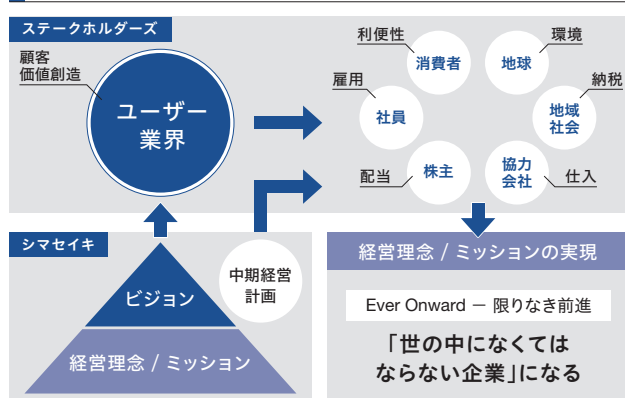 ステークホルダーズ
顧客
価値創造
ユーザー
業界
利便性
消費者
環境
地球
雇用
社員
納税
地域
社会
配当
株主
協力
会社
仕入
シマセイキ
ビジョン
中期経営
計画
経営理念 / ミッション
経営理念 / ミッションの実現
Ever Onward － 限りなき前進
「世の中になくては
ならない企業」になる